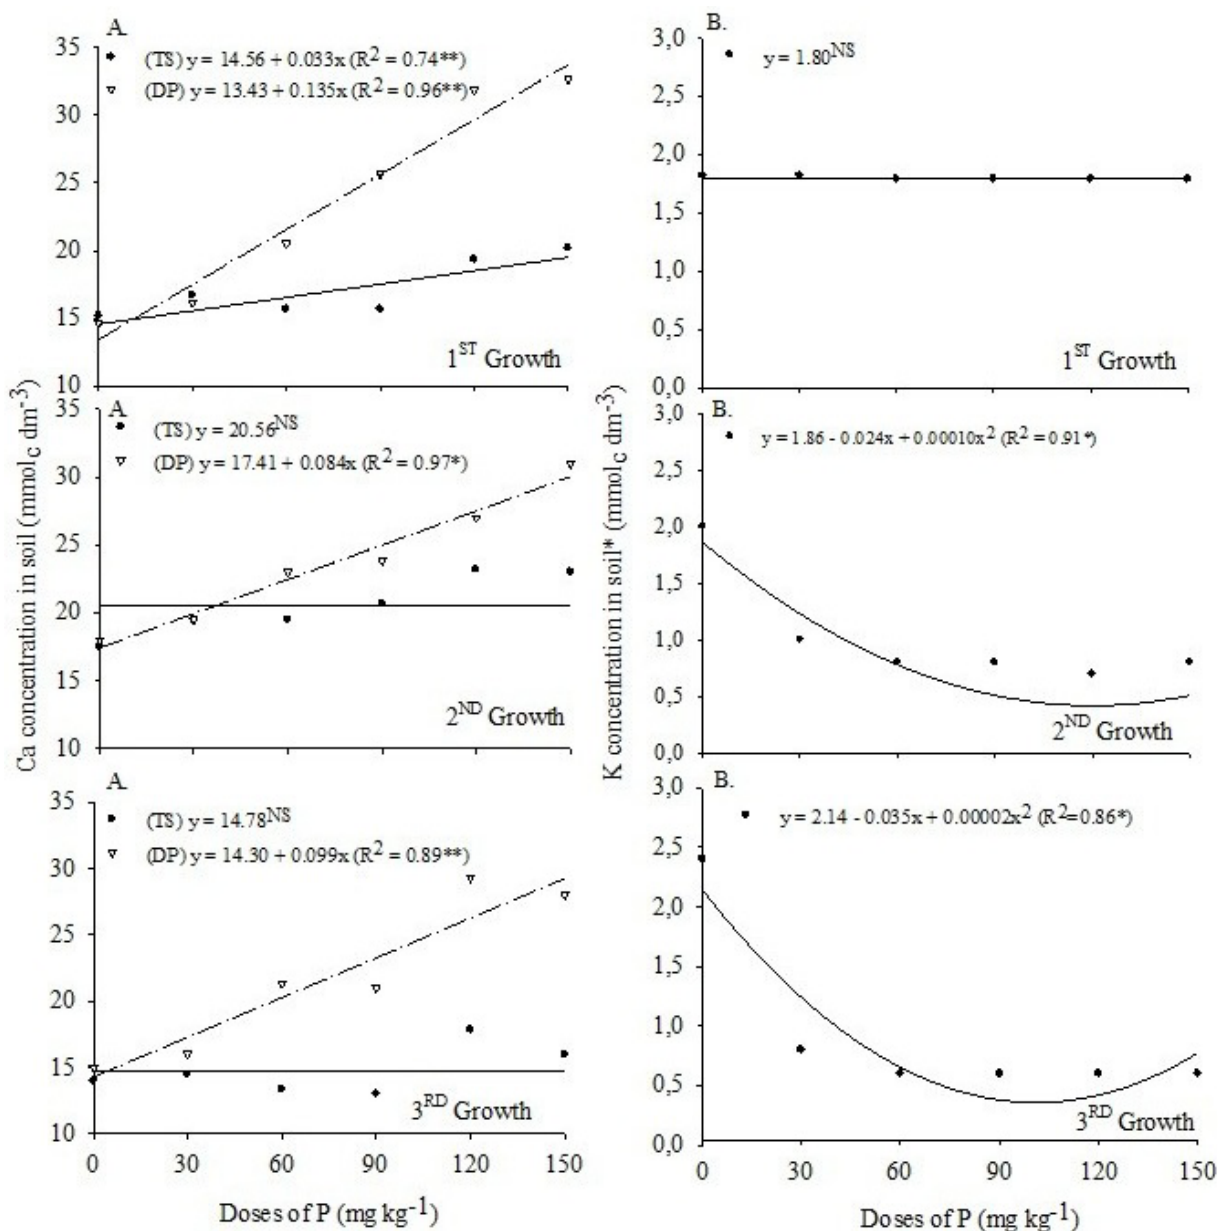 A.
35
30
25
20
15
10
(TS) y = 14.56 + 0.033x (R² = 0.74**)
(DP) y = 13.43 + 0.135x (R² = 0.96**)
1ST Growth
B.
3,0
2,5
2,0
1,5
1,0
0,5
0,0
y = 1.80NS
1ST Growth
Ca concentration in soil (mmolc dm-3)
A.
35
30
25
20
15
10
(TS) y = 20.56NS
(DP) y = 17.41 + 0.084x (R² = 0.97*)
2ND Growth
K concentration in soil* (mmolc dm-3)
B.
3,0
2,5
2,0
1,5
1,0
0,5
0,0
y = 1.86 - 0.024x + 0.00010x² (R² = 0.91*)
2ND Growth
A.
35
30
25
20
15
10
(TS) y = 14.78NS
(DP) y = 14.30 + 0.099x (R² = 0.89**)
3RD Growth
0 30 60 90 120 150
Doses of P (mg kg-1)
B.
3,0
2,5
2,0
1,5
1,0
0,5
0,0
y = 2.14 - 0.035x + 0.00002x² (R²=0.86*)
3RD Growth
0 30 60 90 120 150
Doses of P (mg kg-1)